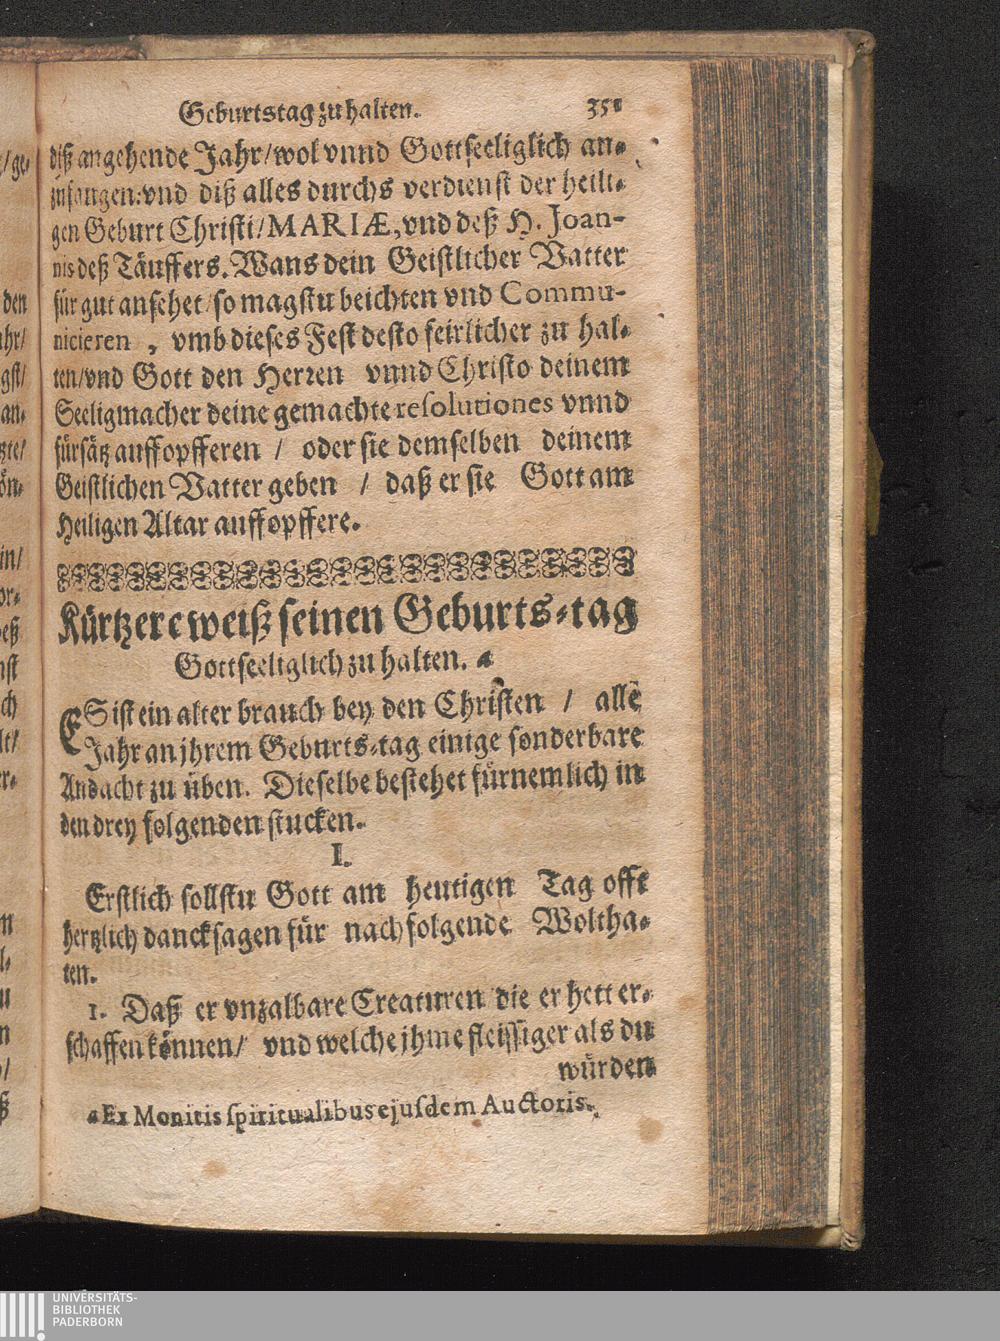 Geburtstag zu halten. 351
diß angehende Jahr/wol vnnd Gottseeliglich an-
zufangen: vnd diß alles durchs verdienst der heili-
gen Geburt Christi/MARIÆ, vnd deß H. Joan-
nis deß Täuffers. Wans dein Geistlicher Vatter
für gut ansehet/so magstu beichten vnd Commu-
nicieren, vmb dieses Fest desto feirlicher zu hal-
ten/vnd Gott den Herren vnnd Christo deinem
Seeligmacher deine gemachte resolutiones vnnd
fürsätz auffopfferen / oder sie demselben deinem
Geistlichen Vatter geben / daß er sie Gott am
Heiligen Altar auffopffere.
Kürtzere weiß seinen Geburts-tag
Gottseeliglich zu halten. a
ES ist ein alter brauch bey den Christen / allē
Jahr an jhrem Geburts-tag einige sonderbare
Andacht zu üben. Dieselbe bestehet fürnemlich in
den drey folgenden stucken.
I.
Erstlich sollstu Gott am heutigen Tag offt
hertzlich dancksagen für nachfolgende Woltha-
ten.
1. Daß er vnzalbare Creaturen die er hett er-
schaffen können/ vnd welche jhme fleissiger als du
würden
a Ex Monitis spiritualibus ejusdem Auctoris.
UNIVERSITÄTS-
BIBLIOTHEK
PADERBORN